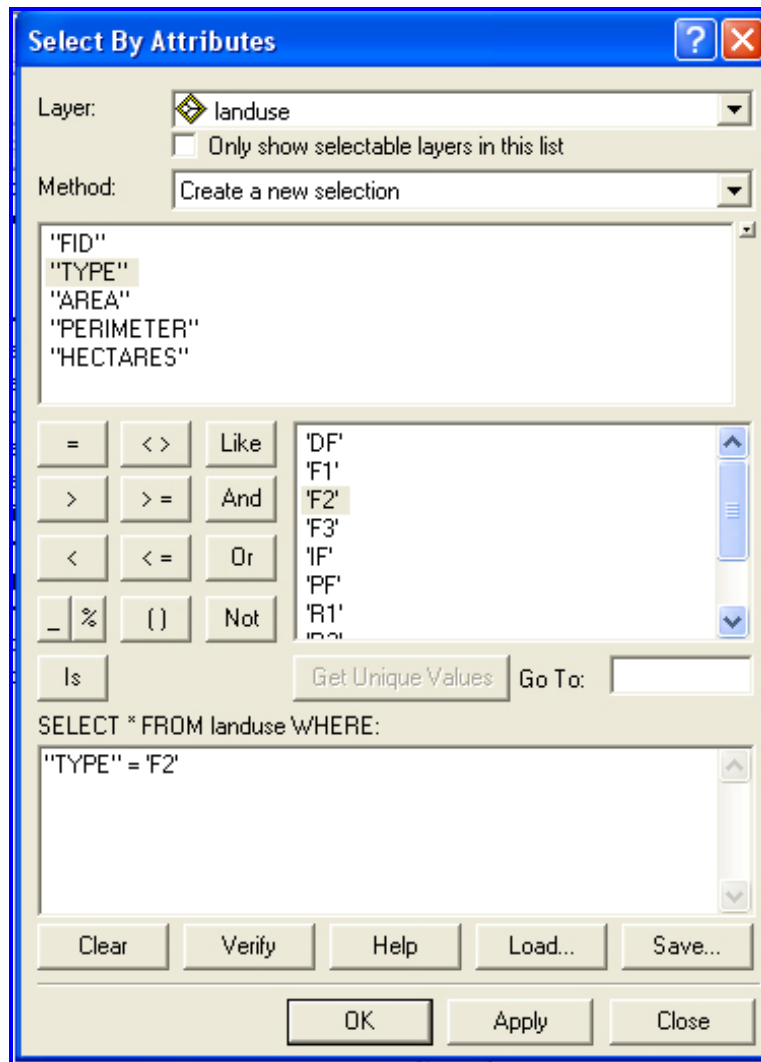 Select By Attributes
Layer: landuse
Only show selectable layers in this list
Method: Create a new selection
"FID"
"TYPE"
"AREA"
"PERIMETER"
"HECTARES"
= < > Like
> > = And
< < = Or
_ % ( ) Not
Is
'DF'
'F1'
'F2'
'F3'
'IF'
'PF'
'R1'
Get Unique Values Go To:
SELECT * FROM landuse WHERE:
"TYPE" = 'F2'
Clear Verify Help Load... Save...
OK Apply Close